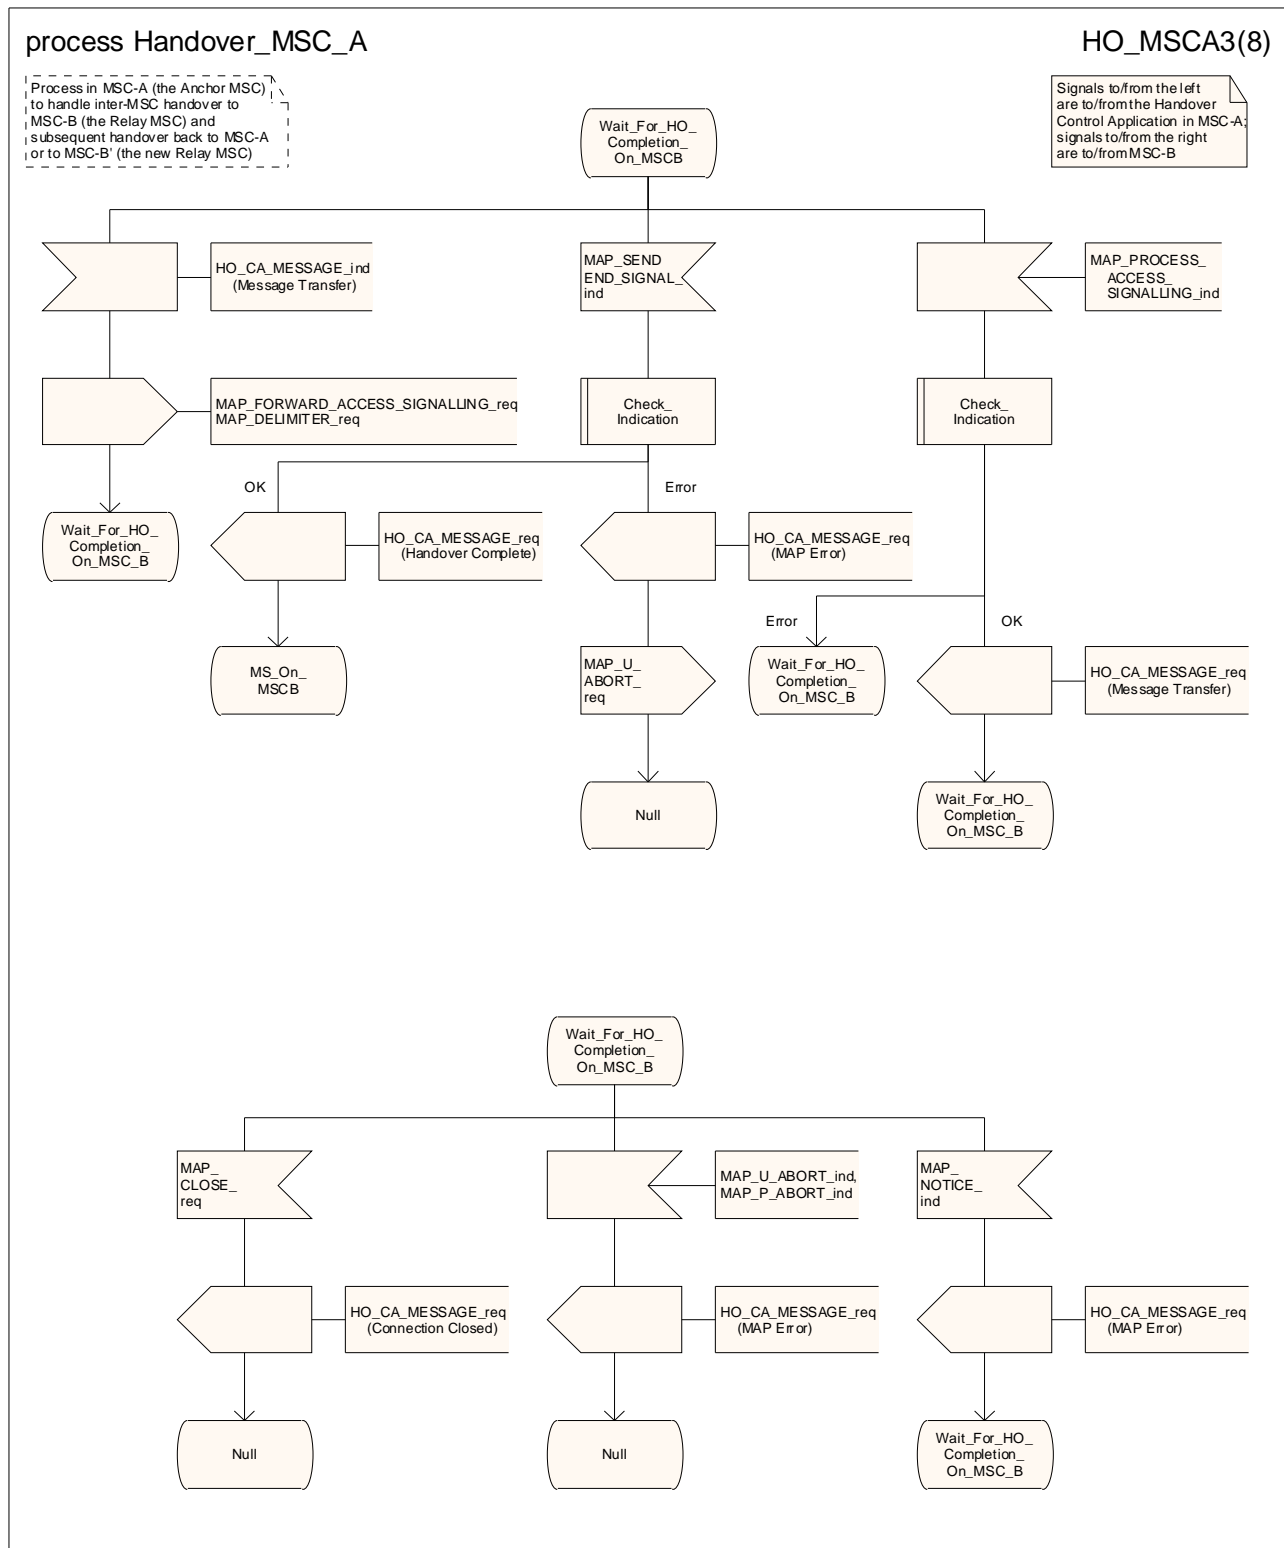 process Handover_MSC_A
HO_MSCA3(8)
Process in MSC-A (the Anchor MSC)
to handle inter-MSC handover to
MSC-B (the Relay MSC) and
subsequent handover back to MSC-A
or to MSC-B' (the new Relay MSC)
Signals to/from the left
are to/from the Handover
Control Application in MSC-A;
signals to/from the right
are to/from MSC-B
Wait_For_HO_
Completion_
On_MSCB
HO_CA_MESSAGE_ind
(Message Transfer)
MAP_SEND
END_SIGNAL_
ind
MAP_PROCESS_
ACCESS_
SIGNALLING_ind
MAP_FORWARD_ACCESS_SIGNALLING_req
MAP_DELIMITER_req
Check_
Indication
Check_
Indication
OK
Error
Wait_For_HO_
Completion_
On_MSC_B
HO_CA_MESSAGE_req
(Handover Complete)
HO_CA_MESSAGE_req
(MAP Error)
Error
OK
MS_On_
MSCB
MAP_U_
ABORT_
req
Wait_For_HO_
Completion_
On_MSC_B
HO_CA_MESSAGE_req
(Message Transfer)
Null
Wait_For_HO_
Completion_
On_MSC_B
Wait_For_HO_
Completion_
On_MSC_B
MAP_
CLOSE_
req
MAP_U_ABORT_ind,
MAP_P_ABORT_ind
MAP_
NOTICE_
ind
HO_CA_MESSAGE_req
(Connection Closed)
HO_CA_MESSAGE_req
(MAP Error)
HO_CA_MESSAGE_req
(MAP Error)
Null
Null
Wait_For_HO_
Completion_
On_MSC_B